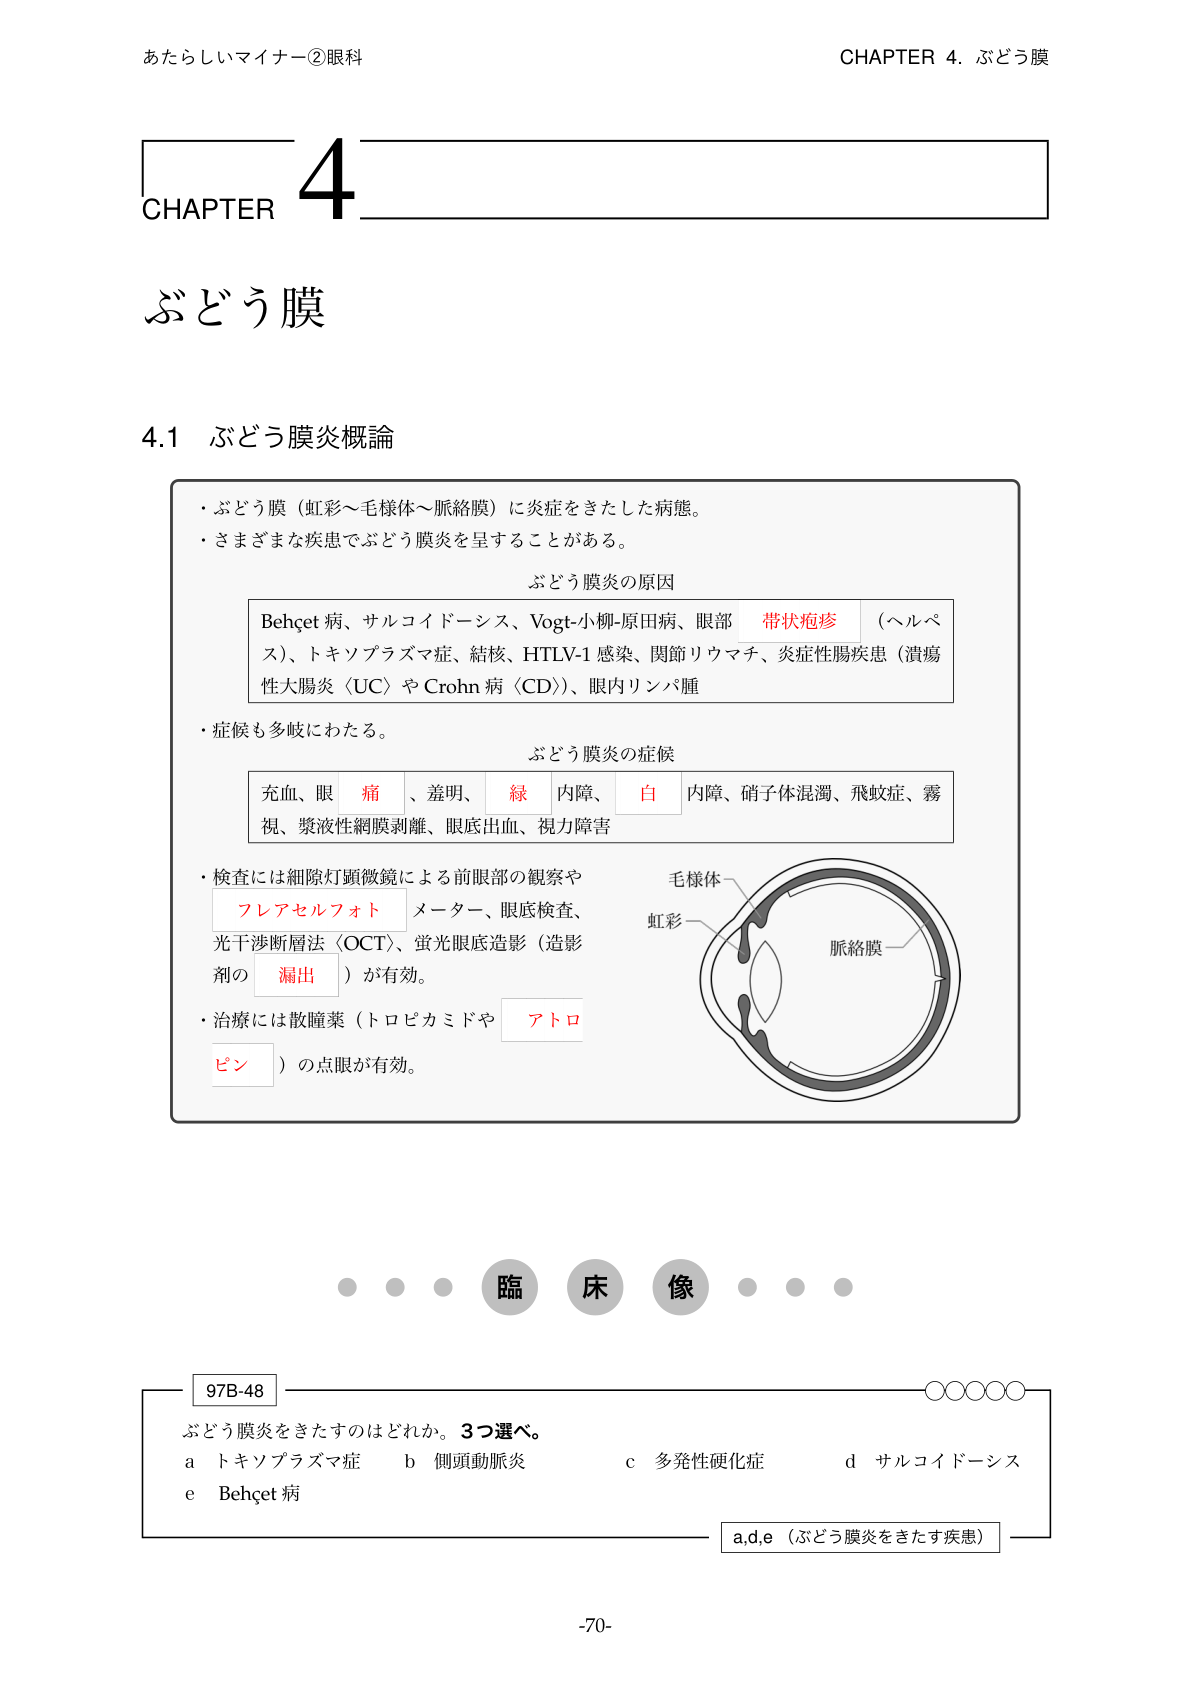 あたらしいマイナー②眼科
CHAPTER 4. ぶどう膜
CHAPTER 4
ぶどう膜
4.1 ぶどう膜炎概論
・ぶどう膜（虹彩〜毛様体〜脈絡膜）に炎症をきたした病態。
・さまざまな疾患でぶどう膜炎を呈することがある。
ぶどう膜炎の原因
Behçet 病、サルコイドーシス、Vogt-小柳-原田病、眼部 帯状疱疹 （ヘルペ
ス）、トキソプラズマ症、結核、HTLV-1 感染、関節リウマチ、炎症性腸疾患（潰瘍
性大腸炎〈UC〉や Crohn 病〈CD〉）、眼内リンパ腫
・症候も多岐にわたる。
ぶどう膜炎の症候
充血、眼 痛 、羞明、 緑 内障、 白 内障、硝子体混濁、飛蚊症、霧
視、漿液性網膜剥離、眼底出血、視力障害
・検査には細隙灯顕微鏡による前眼部の観察や
フレアセルフォト メーター、眼底検査、
光干渉断層法〈OCT〉、蛍光眼底造影（造影
剤の 漏出 ）が有効。
・治療には散瞳薬（トロピカミドや アトロ
ピン ）の点眼が有効。
毛様体
虹彩
脈絡膜
臨床像
97B-48
ぶどう膜炎をきたすのはどれか。3つ選べ。
a トキソプラズマ症 b 側頭動脈炎 c 多発性硬化症 d サルコイドーシス
e Behçet 病
a,d,e （ぶどう膜炎をきたす疾患）
-70-